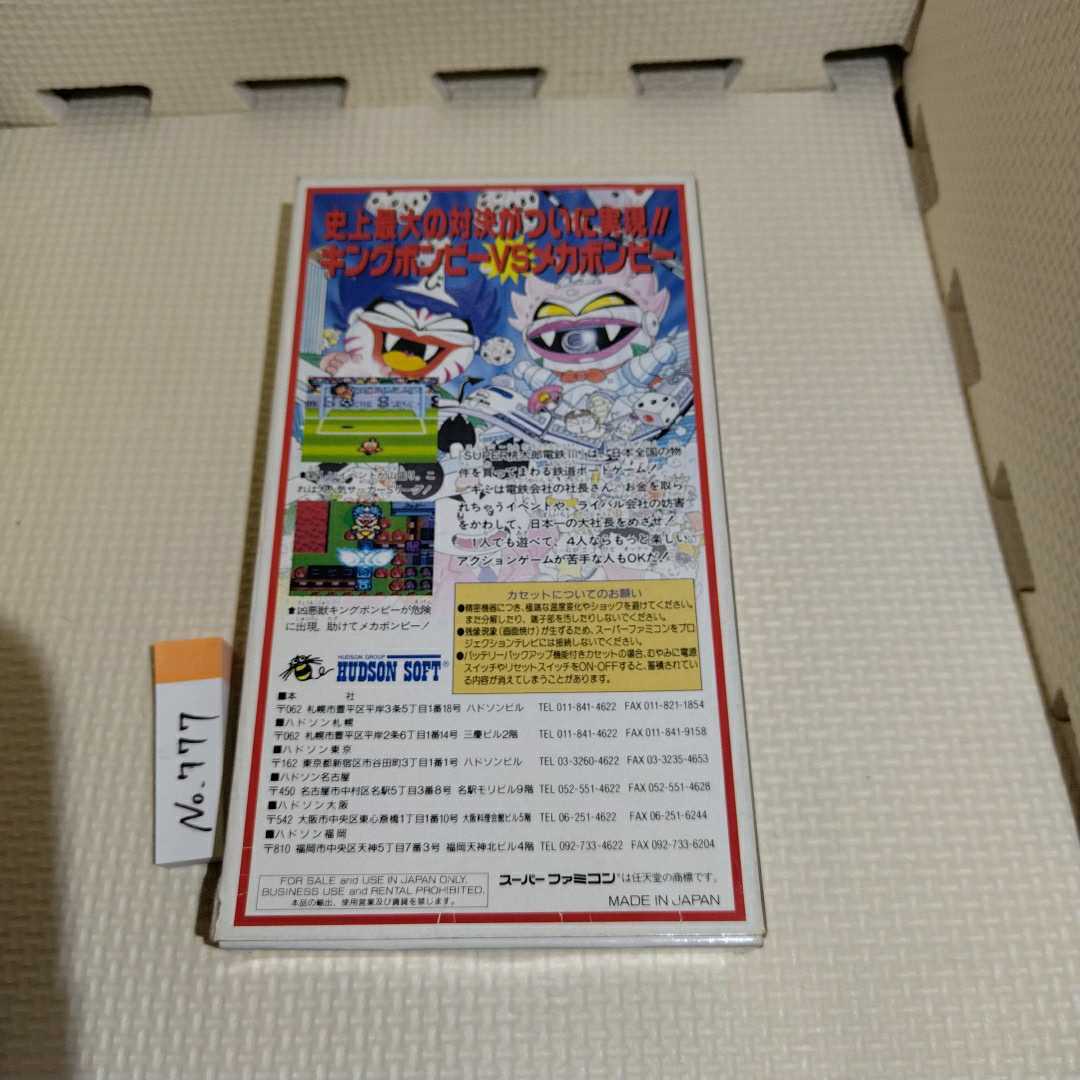 史上最大の対決がついに実現!!
キングボンビーVSメカボンビー
「SUPER桃太郎電鉄III」は、日本全国の物
件を買ってまわる鉄道ボードゲーム!
キミは電鉄会社の社長さん。お金を取ら
れちゃうイベントや、ライバル会社の妨害
をかわして、日本一の大社長をめざせ!
1人でも遊べて、4人ならもっと楽しい。
アクションゲームが苦手な人もOKだ!
イベントが
れは
サッカー
凶悪獣キングボンビーが危険
に出現。助けてメカボンビー!
カセットについてのお願い
●精密機器につき、極端な温度変化やショックを避けてください。
また分解したり、端子部を汚したりしないでください。
●残像現象(画面焼け)が生ずるため、スーパーファミコンをプロ
ジェクションテレビには接続しないでください。
●バッテリーバックアップ機能付きカセットの場合、むやみに電源
スイッチやリセットスイッチをON・OFFすると、蓄積されてい
る内容が消えてしまうことがあります。
HUDSON GROUP
HUDSON SOFT®
■本 社
〒062 札幌市豊平区平岸3条5丁目1番18号 ハドソンビル TEL 011-841-4622 FAX 011-821-1854
■ハドソン札幌
〒062 札幌市豊平区平岸2条6丁目1番14号 三慶ビル2階 TEL 011-841-4622 FAX 011-841-9158
■ハドソン東京
〒162 東京都新宿区市谷田町3丁目1番1号 ハドソンビル TEL 03-3260-4622 FAX 03-3235-4653
■ハドソン名古屋
〒450 名古屋市中村区名駅5丁目3番8号 名駅モリビル9階 TEL 052-551-4622 FAX 052-551-4628
■ハドソン大阪
〒542 大阪市中央区東心斎橋1丁目1番10号 大阪料理会館ビル5階 TEL 06-251-4622 FAX 06-251-6244
■ハドソン福岡
〒810 福岡市中央区天神5丁目7番3号 福岡天神北ビル4階 TEL 092-733-4622 FAX 092-733-6204
FOR SALE and USE IN JAPAN ONLY.
BUSINESS USE and RENTAL PROHIBITED.
本品の輸出、使用営業及び賃貸を禁じます。
スーパーファミコン®は任天堂の商標です。
MADE IN JAPAN
No.777